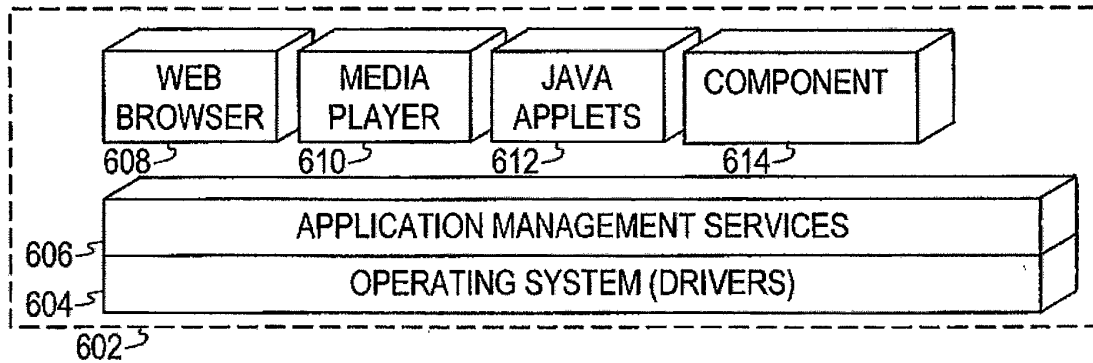 WEB
BROWSER
MEDIA
PLAYER
JAVA
APPLETS
COMPONENT
608
610
612
614
APPLICATION MANAGEMENT SERVICES
606
OPERATING SYSTEM (DRIVERS)
604
602